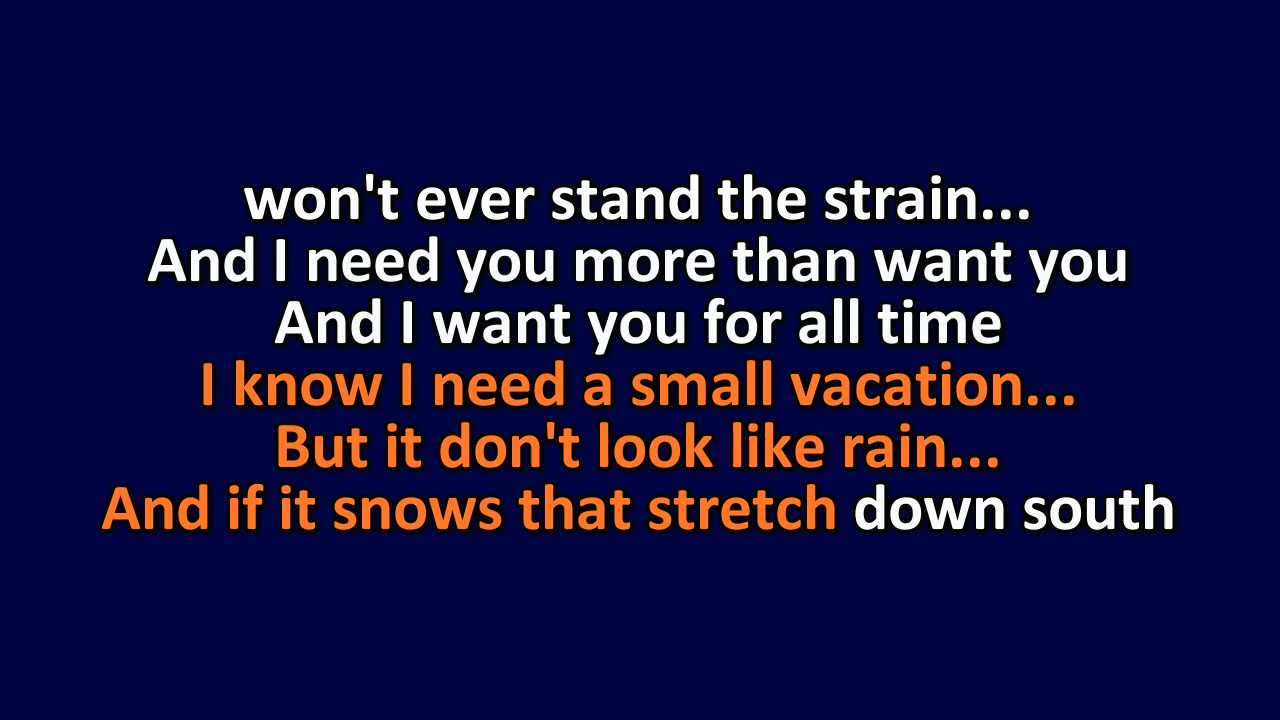 won't ever stand the strain...
And I need you more than want you
And I want you for all time
I know I need a small vacation...
But it don't look like rain...
And if it snows that stretch down south